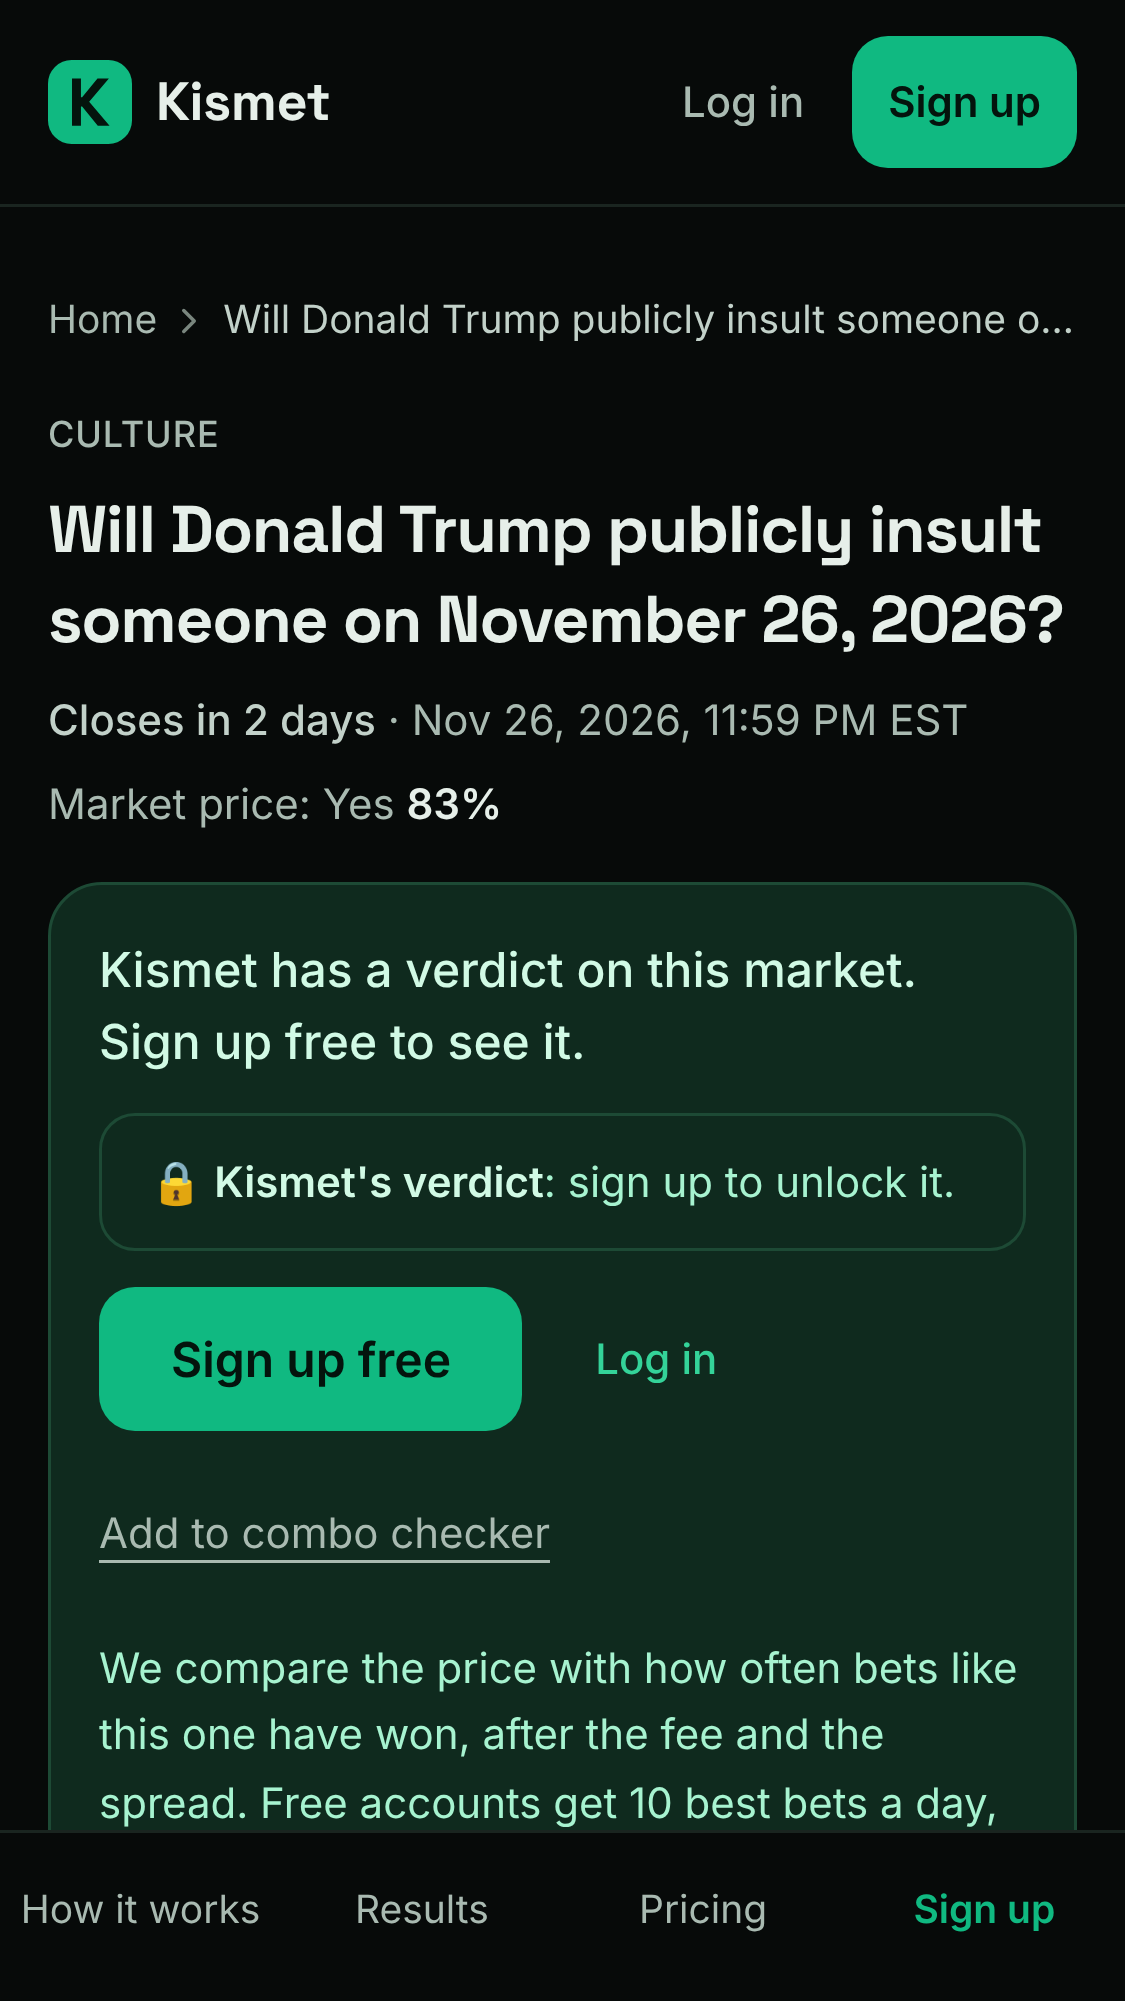 K Kismet Log in Sign up
Home > Will Donald Trump publicly insult someone o...
CULTURE
Will Donald Trump publicly insult
someone on November 26, 2026?
Closes in 2 days · Nov 26, 2026, 11:59 PM EST
Market price: Yes 83%
Kismet has a verdict on this market.
Sign up free to see it.
🔒 Kismet's verdict: sign up to unlock it.
Sign up free Log in
Add to combo checker
We compare the price with how often bets like
this one have won, after the fee and the
spread. Free accounts get 10 best bets a day,
How it works Results Pricing Sign up